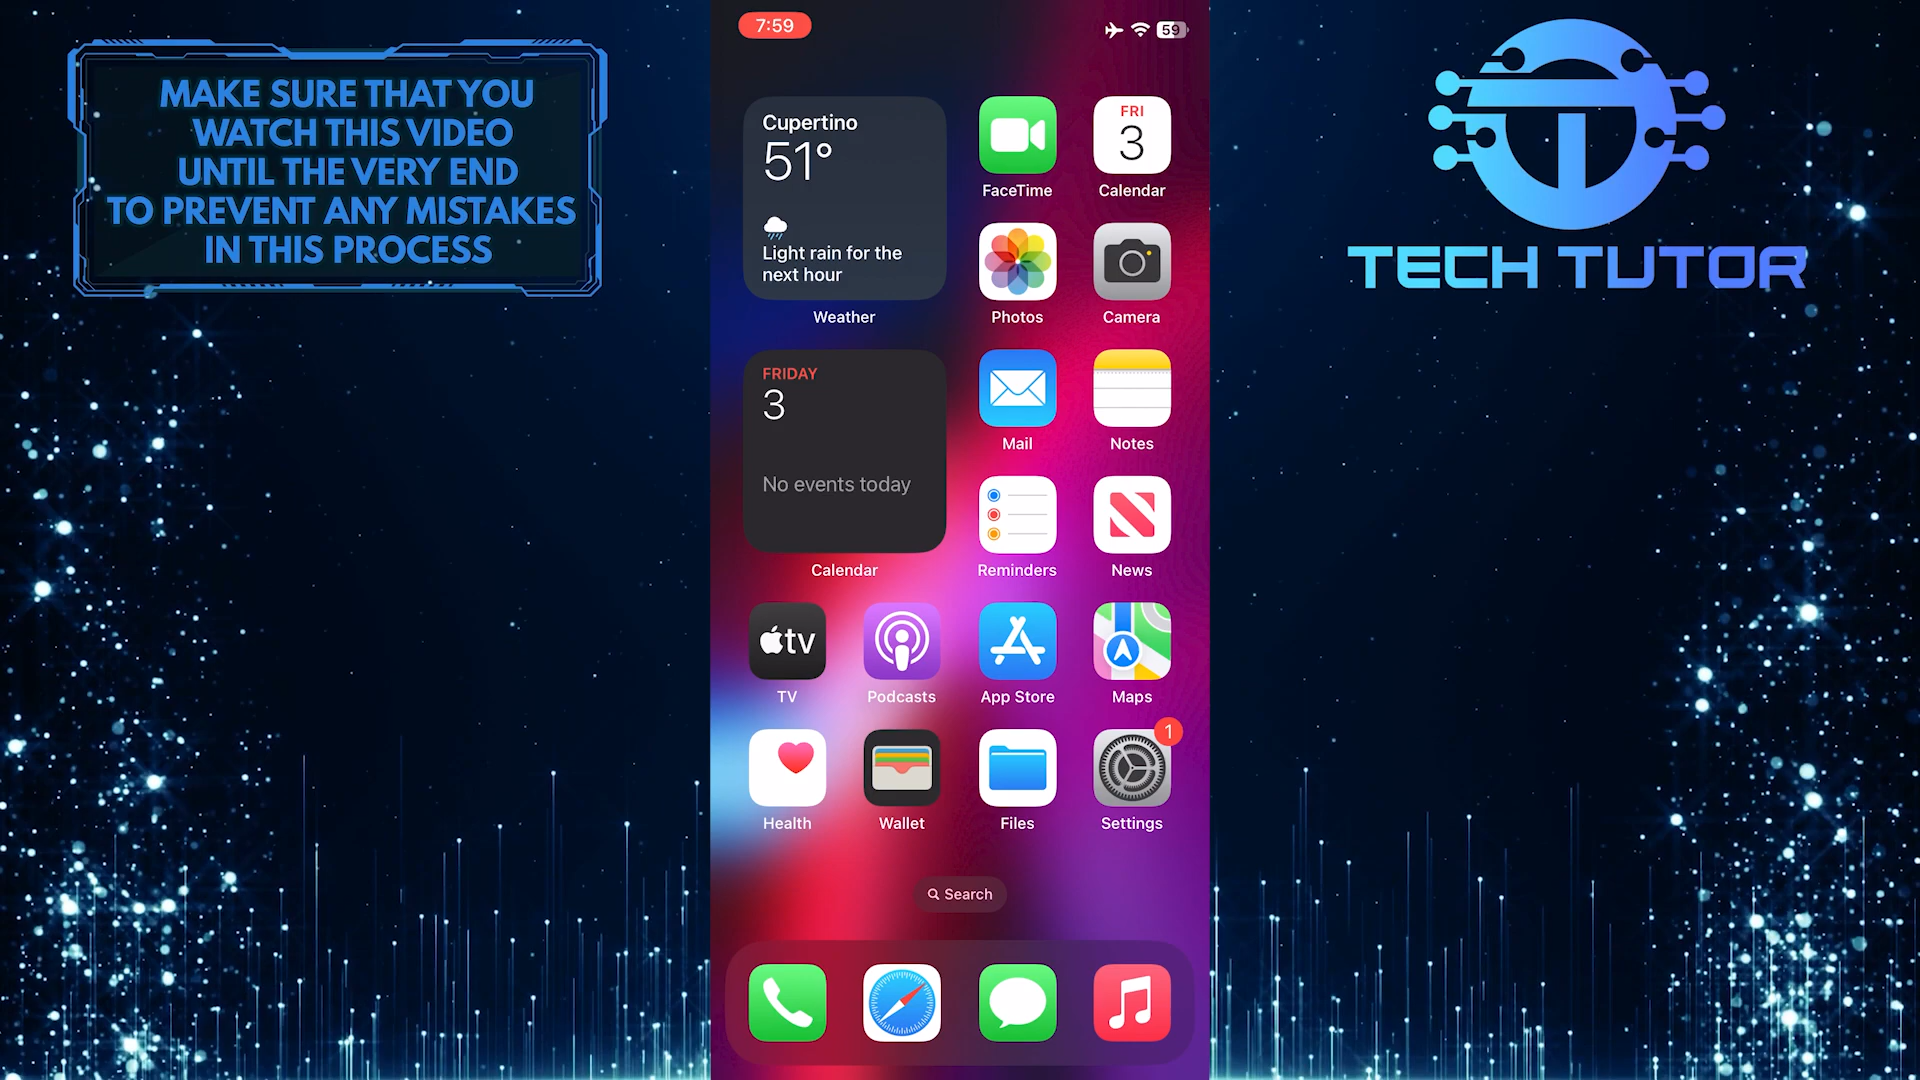 MAKE SURE THAT YOU
WATCH THIS VIDEO
UNTIL THE VERY END
TO PREVENT ANY MISTAKES
IN THIS PROCESS
7:59
59
Cupertino
51°
Light rain for the
next hour
Weather
FaceTime
FRI
3
Calendar
Photos
Camera
FRIDAY
3
No events today
Calendar
Mail
Notes
Reminders
News
tv
TV
Podcasts
App Store
Maps
Health
Wallet
Files
1
Settings
Search
T
TECH TUTOR